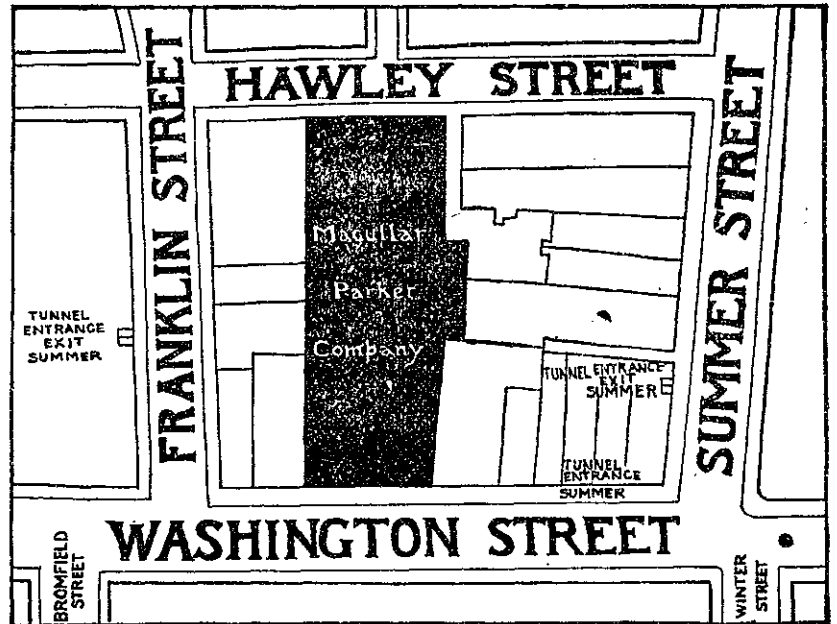 HAWLEY STREET
FRANKLIN STREET
SUMMER STREET
Macullar
Parker
Company
TUNNEL
ENTRANCE
EXIT
SUMMER
TUNNEL ENTRANCE
EXIT
SUMMER
TUNNEL
ENTRANCE
SUMMER
WASHINGTON STREET
BROMFIELD
STREET
WINTER
STREET